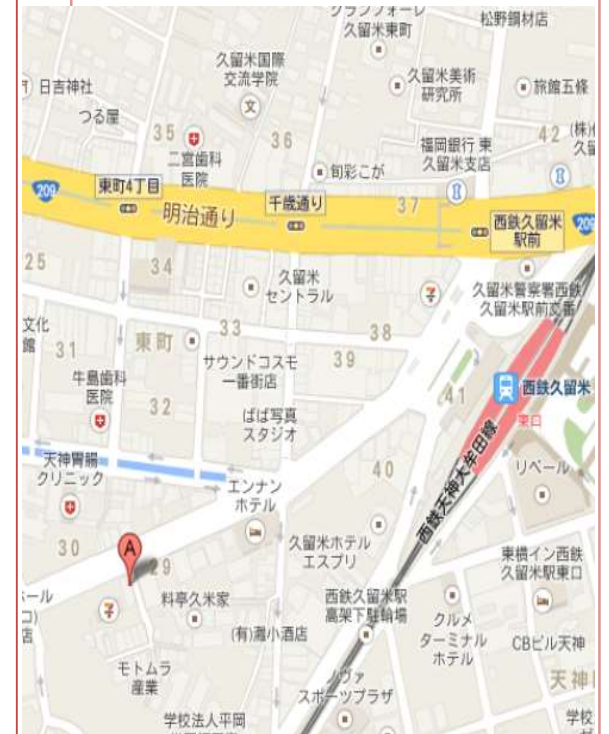 グランフォーレ
久留米東町
松野鋼材店
久留米国際
交流学院
文
久留米美術
研究所
旅館五條
日吉神社
つる屋
35
36
二宮歯科
医院
旬彩こが
福岡銀行 東
久留米支店
42
209
東町4丁目
明治通り
千歳通り
37
西鉄久留米
駅前
209
25
34
久留米
セントラル
久留米警察署西鉄
久留米駅前交番
文化
館
31
東町
33
38
サウンドコスモ
一番街店
39
牛島歯科
医院
32
41
西鉄久留米
東口
ばば写真
スタジオ
天神胃腸
クリニック
エンナン
ホテル
40
西鉄天神大牟田線
リベール
30
A
29
久留米ホテル
エスプリ
東横イン西鉄
久留米駅東口
料亭久米家
西鉄久留米駅
高架下駐輪場
(有)灘小酒店
クルメ
ターミナル
ホテル
CBビル天神
モトムラ
産業
ノヴァ
スポーツプラザ
天神
学校法人平岡
学校